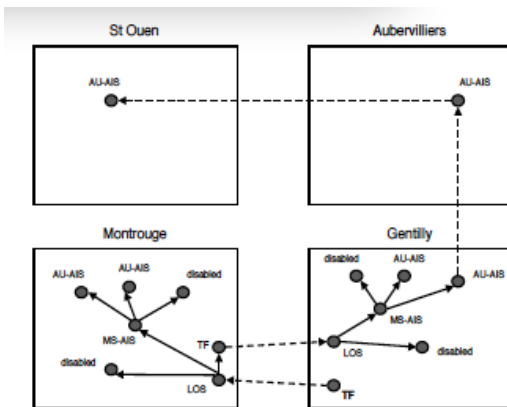 St Ouen
Aubervilliers
AU-AIS
AU-AIS
Montrouge
Gentilly
AU-AIS
AU-AIS
disabled
MS-AIS
disabled
TF
LOS
disabled
AU-AIS
AU-AIS
MS-AIS
LOS
disabled
TF